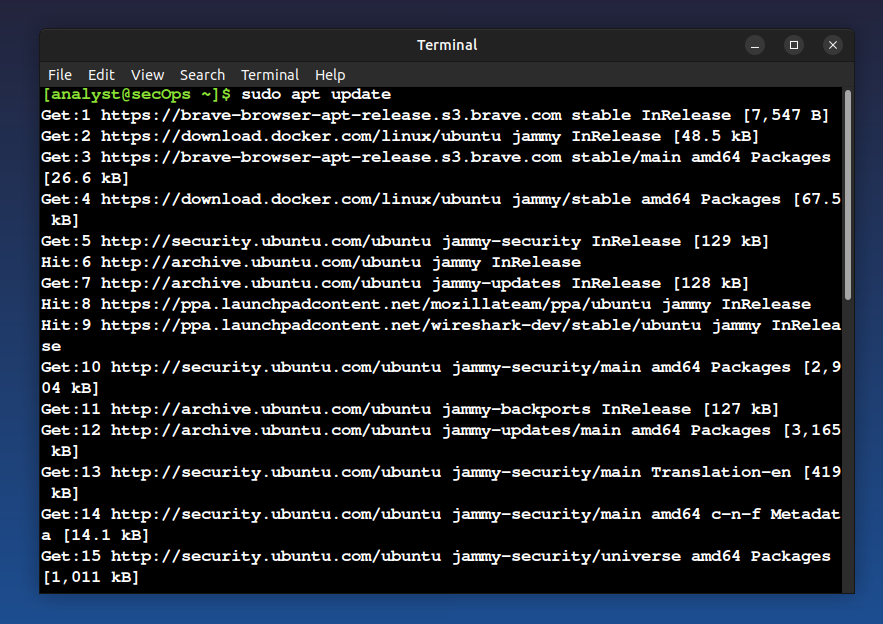 Terminal
File Edit View Search Terminal Help
[analyst@secOps ~]$ sudo apt update
Get:1 https://brave-browser-apt-release.s3.brave.com stable InRelease [7,547 B]
Get:2 https://download.docker.com/linux/ubuntu jammy InRelease [48.5 kB]
Get:3 https://brave-browser-apt-release.s3.brave.com stable/main amd64 Packages
[26.6 kB]
Get:4 https://download.docker.com/linux/ubuntu jammy/stable amd64 Packages [67.5
 kB]
Get:5 http://security.ubuntu.com/ubuntu jammy-security InRelease [129 kB]
Hit:6 http://archive.ubuntu.com/ubuntu jammy InRelease
Get:7 http://archive.ubuntu.com/ubuntu jammy-updates InRelease [128 kB]
Hit:8 https://ppa.launchpadcontent.net/mozillateam/ppa/ubuntu jammy InRelease
Hit:9 https://ppa.launchpadcontent.net/wireshark-dev/stable/ubuntu jammy InRelea
se
Get:10 http://security.ubuntu.com/ubuntu jammy-security/main amd64 Packages [2,9
04 kB]
Get:11 http://archive.ubuntu.com/ubuntu jammy-backports InRelease [127 kB]
Get:12 http://archive.ubuntu.com/ubuntu jammy-updates/main amd64 Packages [3,165
 kB]
Get:13 http://security.ubuntu.com/ubuntu jammy-security/main Translation-en [419
 kB]
Get:14 http://security.ubuntu.com/ubuntu jammy-security/main amd64 c-n-f Metadat
a [14.1 kB]
Get:15 http://security.ubuntu.com/ubuntu jammy-security/universe amd64 Packages
[1,011 kB]